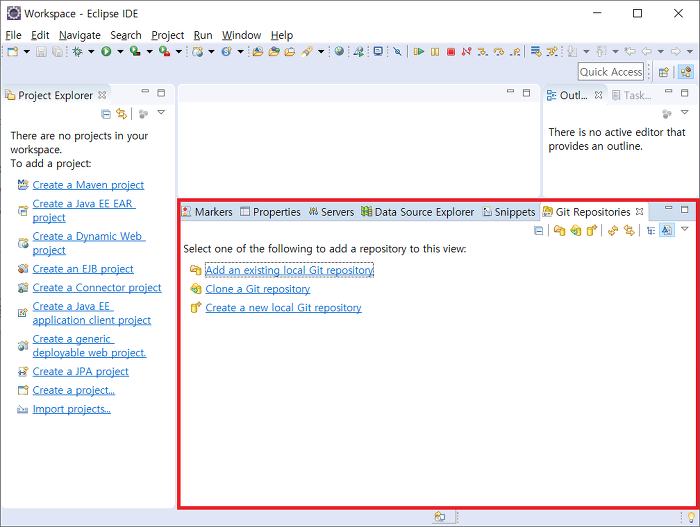 Workspace - Eclipse IDE
File Edit Navigate Search Project Run Window Help
Quick Access
Project Explorer
There are no projects in your
workspace.
To add a project:
Create a Maven project
Create a Java EE EAR
project
Create a Dynamic Web
project
Create an EJB project
Create a Connector project
Create a Java EE
application client project
Create a generic
deployable web project.
Create a JPA project
Create a project...
Import projects...
Outl... Task...
There is no active editor that
provides an outline.
Markers Properties Servers Data Source Explorer Snippets Git Repositories
Select one of the following to add a repository to this view:
Add an existing local Git repository
Clone a Git repository
Create a new local Git repository